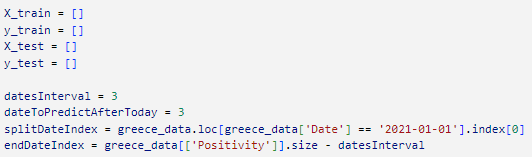 X_train = []
y_train = []
X_test = []
y_test = []
datesInterval = 3
dateToPredictAfterToday = 3
splitDateIndex = greece_data.loc[greece_data['Date'] == '2021-01-01'].index[0]
endDateIndex = greece_data[['Positivity']].size - datesInterval